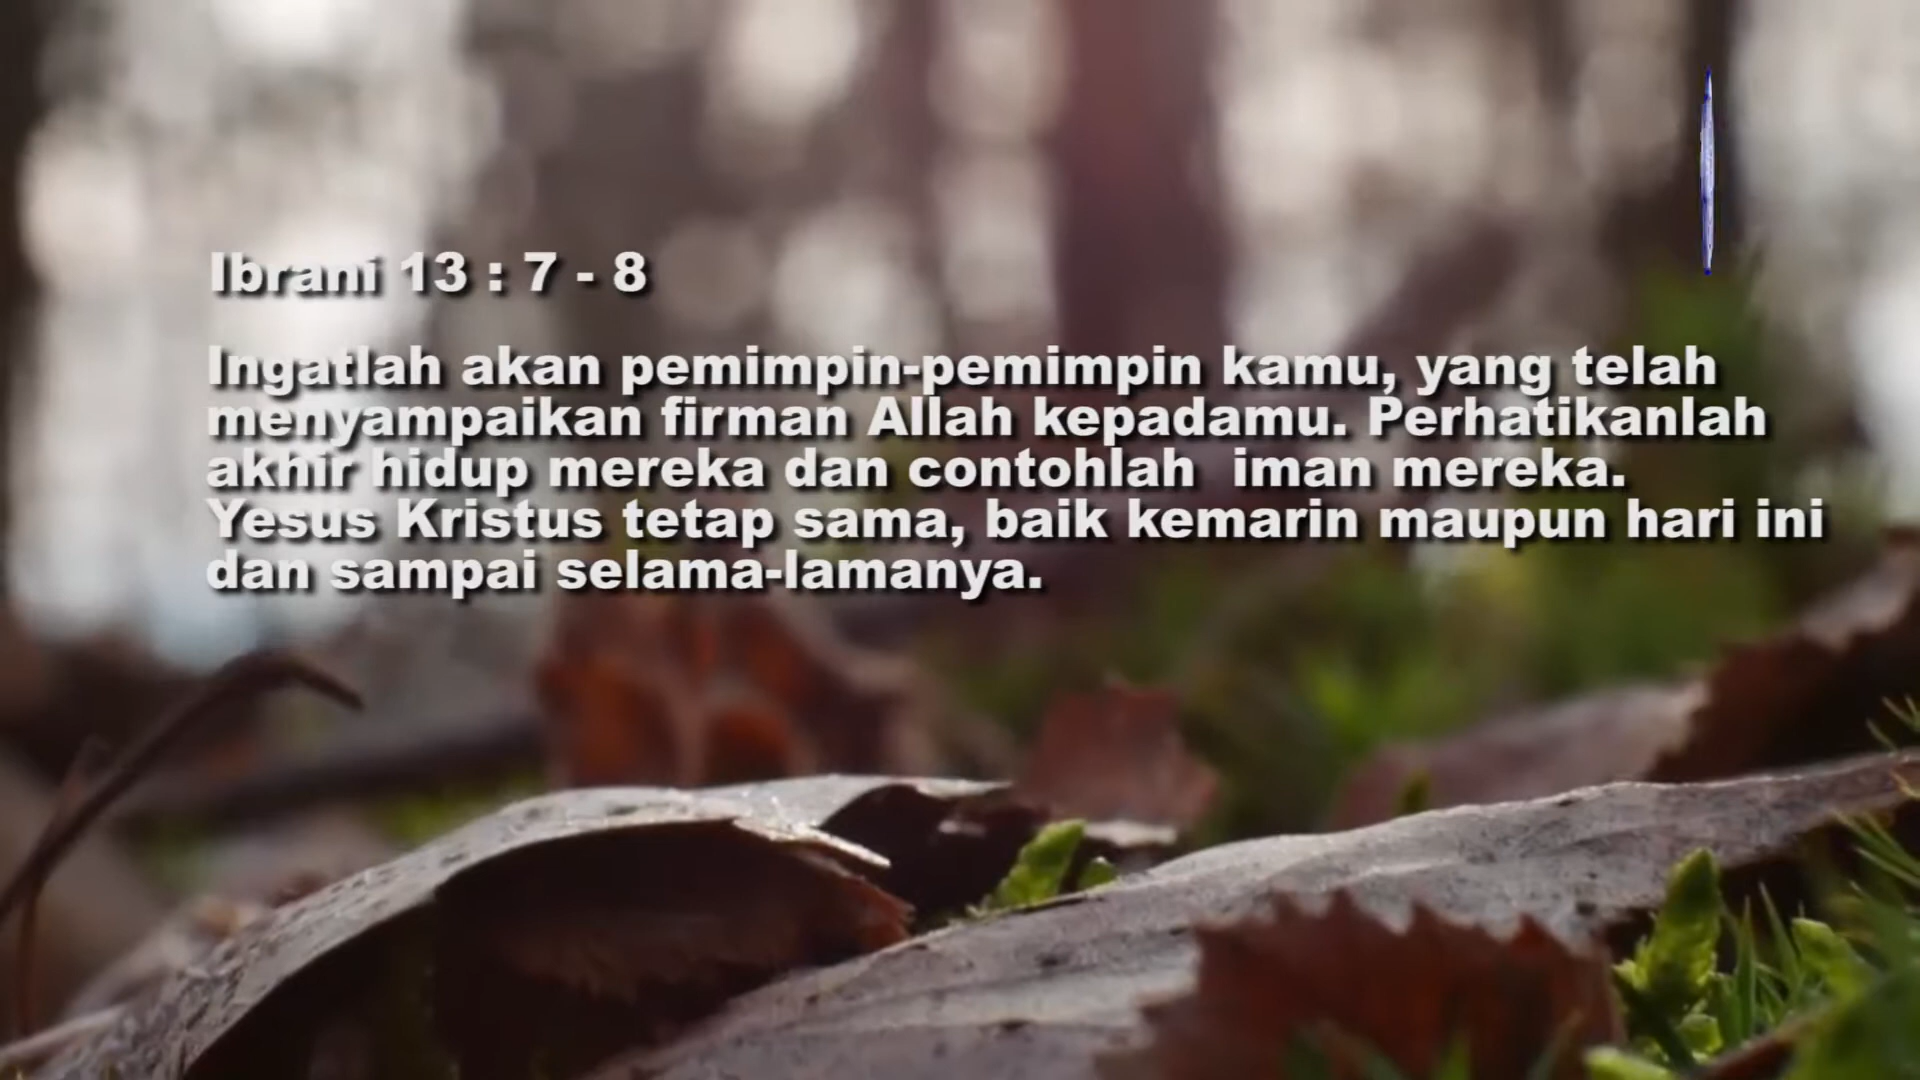 Ibrani 13 : 7 - 8
Ingatlah akan pemimpin-pemimpin kamu, yang telah
menyampaikan firman Allah kepadamu. Perhatikanlah
akhir hidup mereka dan contohlah  iman mereka.
Yesus Kristus tetap sama, baik kemarin maupun hari ini
dan sampai selama-lamanya.